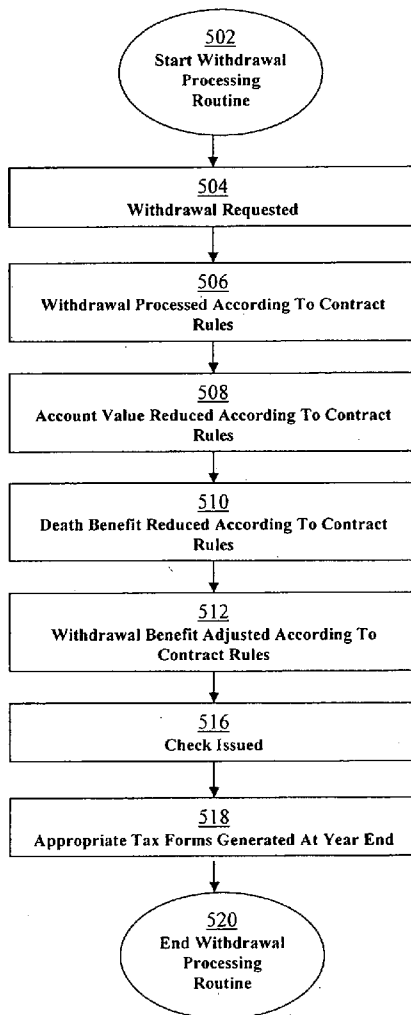 502
Start Withdrawal
Processing
Routine
504
Withdrawal Requested
506
Withdrawal Processed According To Contract
Rules
508
Account Value Reduced According To Contract
Rules
510
Death Benefit Reduced According To Contract
Rules
512
Withdrawal Benefit Adjusted According To
Contract Rules
516
Check Issued
518
Appropriate Tax Forms Generated At Year End
520
End Withdrawal
Processing
Routine